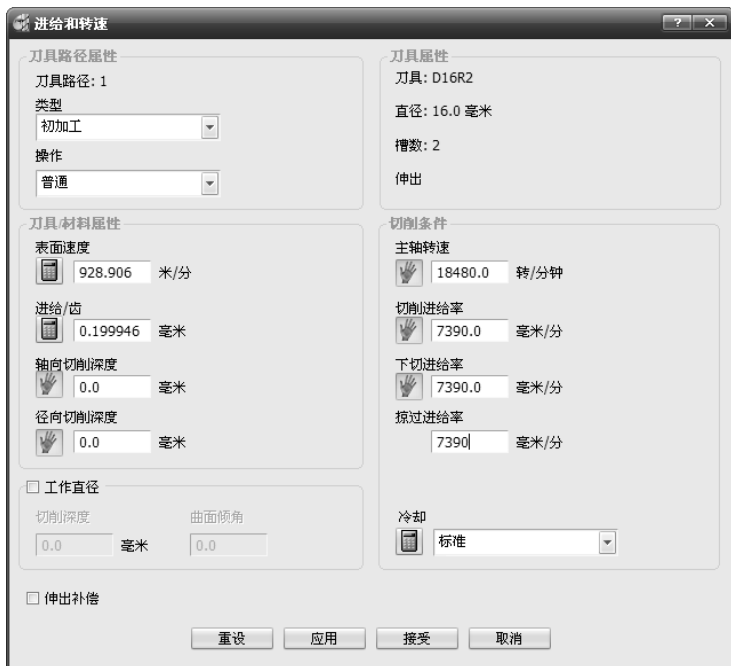 进给和转速
刀具路径属性
刀具路径: 1
类型
初加工
操作
普通
刀具属性
刀具: D16R2
直径: 16.0 毫米
槽数: 2
伸出
刀具/材料属性
表面速度
928.906 米/分
进给/齿
0.199946 毫米
轴向切削深度
0.0 毫米
径向切削深度
0.0 毫米
切削条件
主轴转速
18480.0 转/分钟
切削进给率
7390.0 毫米/分
下切进给率
7390.0 毫米/分
掠过进给率
7390 毫米/分
工作直径
切削深度 曲面倾角
0.0 毫米 0.0
冷却
标准
伸出补偿
重设 应用 接受 取消